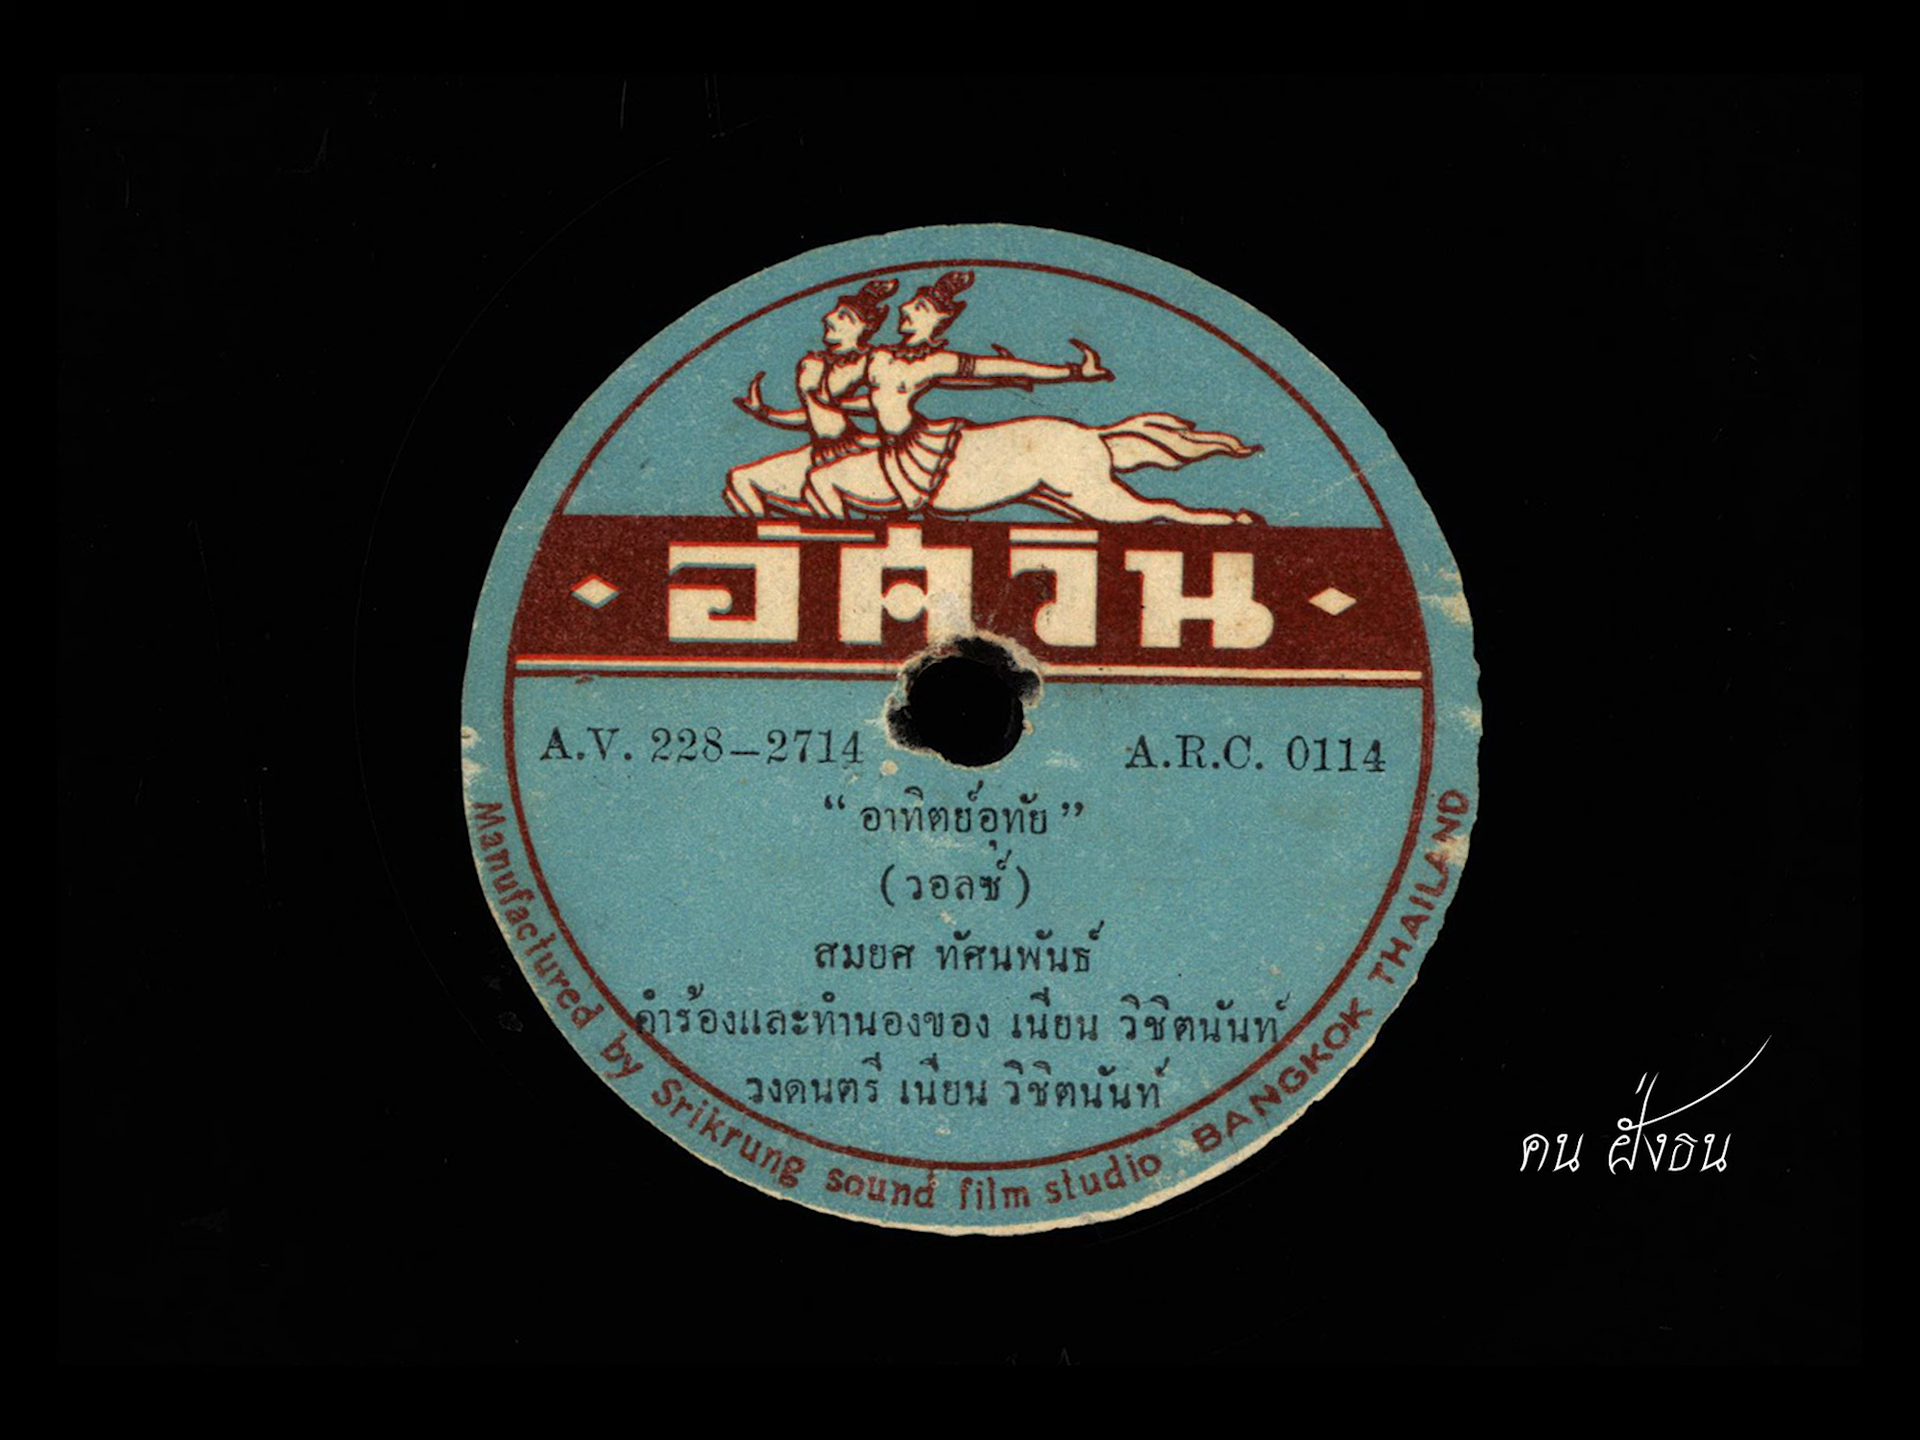 อัศวิน
A.V. 228-2714 A.R.C. 0114
“ อาทิตย์อุทัย ”
( วอลซ์ )
สมยศ ทัศนพันธ์
คำร้องและทำนองของ เนียน วิชิตนันท์
วงดนตรี เนียน วิชิตนันท์
Manufactured by Srikrung sound film studio BANGKOK THAILAND
คน ฝั่งธน